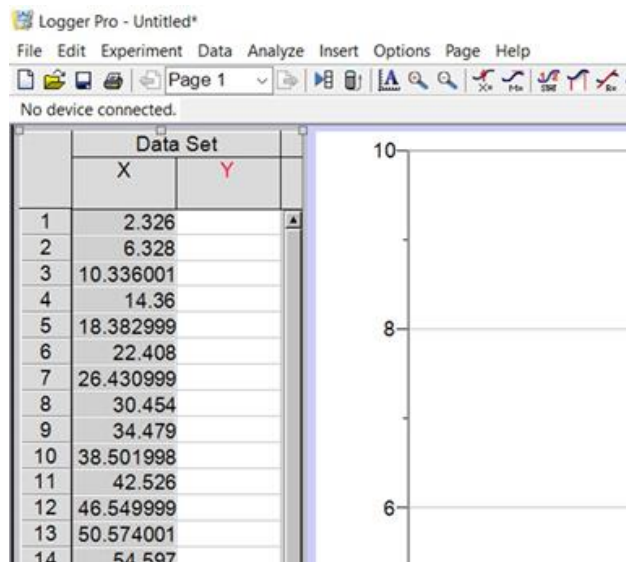 Logger Pro - Untitled*
File Edit Experiment Data Analyze Insert Options Page Help
Page 1
No device connected.
Data Set
X Y
1 2.326
2 6.328
3 10.336001
4 14.36
5 18.382999
6 22.408
7 26.430999
8 30.454
9 34.479
10 38.501998
11 42.526
12 46.549999
13 50.574001
14 54.597
10
8
6